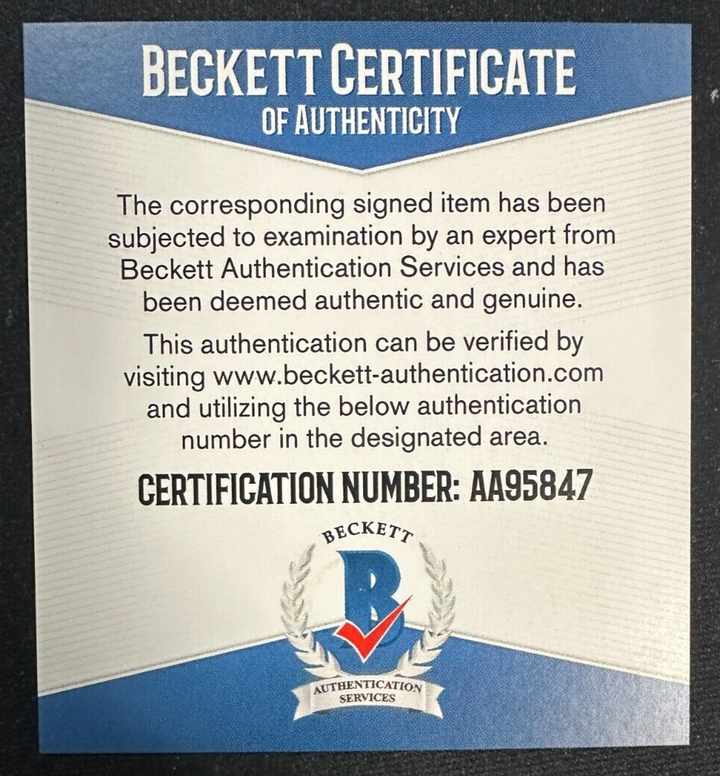 BECKETT CERTIFICATE
OF AUTHENTICITY
The corresponding signed item has been
subjected to examination by an expert from
Beckett Authentication Services and has
been deemed authentic and genuine.
This authentication can be verified by
visiting www.beckett-authentication.com
and utilizing the below authentication
number in the designated area.
CERTIFICATION NUMBER: AA95847
BECKETT
B
AUTHENTICATION
SERVICES